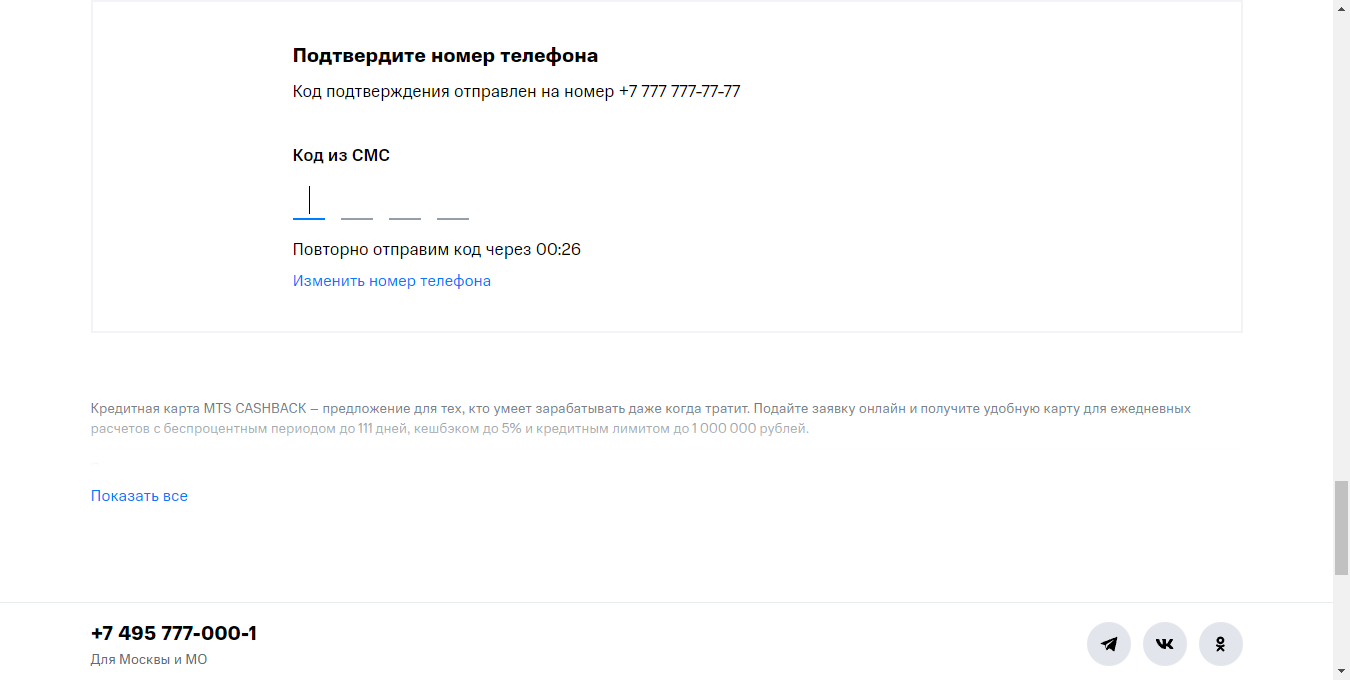 Подтвердите номер телефона
Код подтверждения отправлен на номер +7 777 777-77-77
Код из СМС
Повторно отправим код через 00:26
Изменить номер телефона
Кредитная карта MTS CASHBACK – предложение для тех, кто умеет зарабатывать даже когда тратит. Подайте заявку онлайн и получите удобную карту для ежедневных
расчетов с беспроцентным периодом до 111 дней, кешбэком до 5% и кредитным лимитом до 1 000 000 рублей.
Показать все
+7 495 777-000-1
Для Москвы и МО